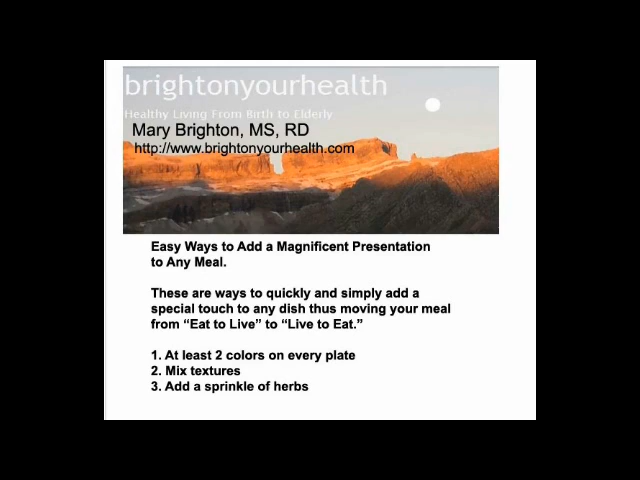 brightonyourhealth
Healthy Living From Birth to Elderly
Mary Brighton, MS, RD
http://www.brightonyourhealth.com
Easy Ways to Add a Magnificent Presentation
to Any Meal.
These are ways to quickly and simply add a
special touch to any dish thus moving your meal
from “Eat to Live” to “Live to Eat.”
1. At least 2 colors on every plate
2. Mix textures
3. Add a sprinkle of herbs